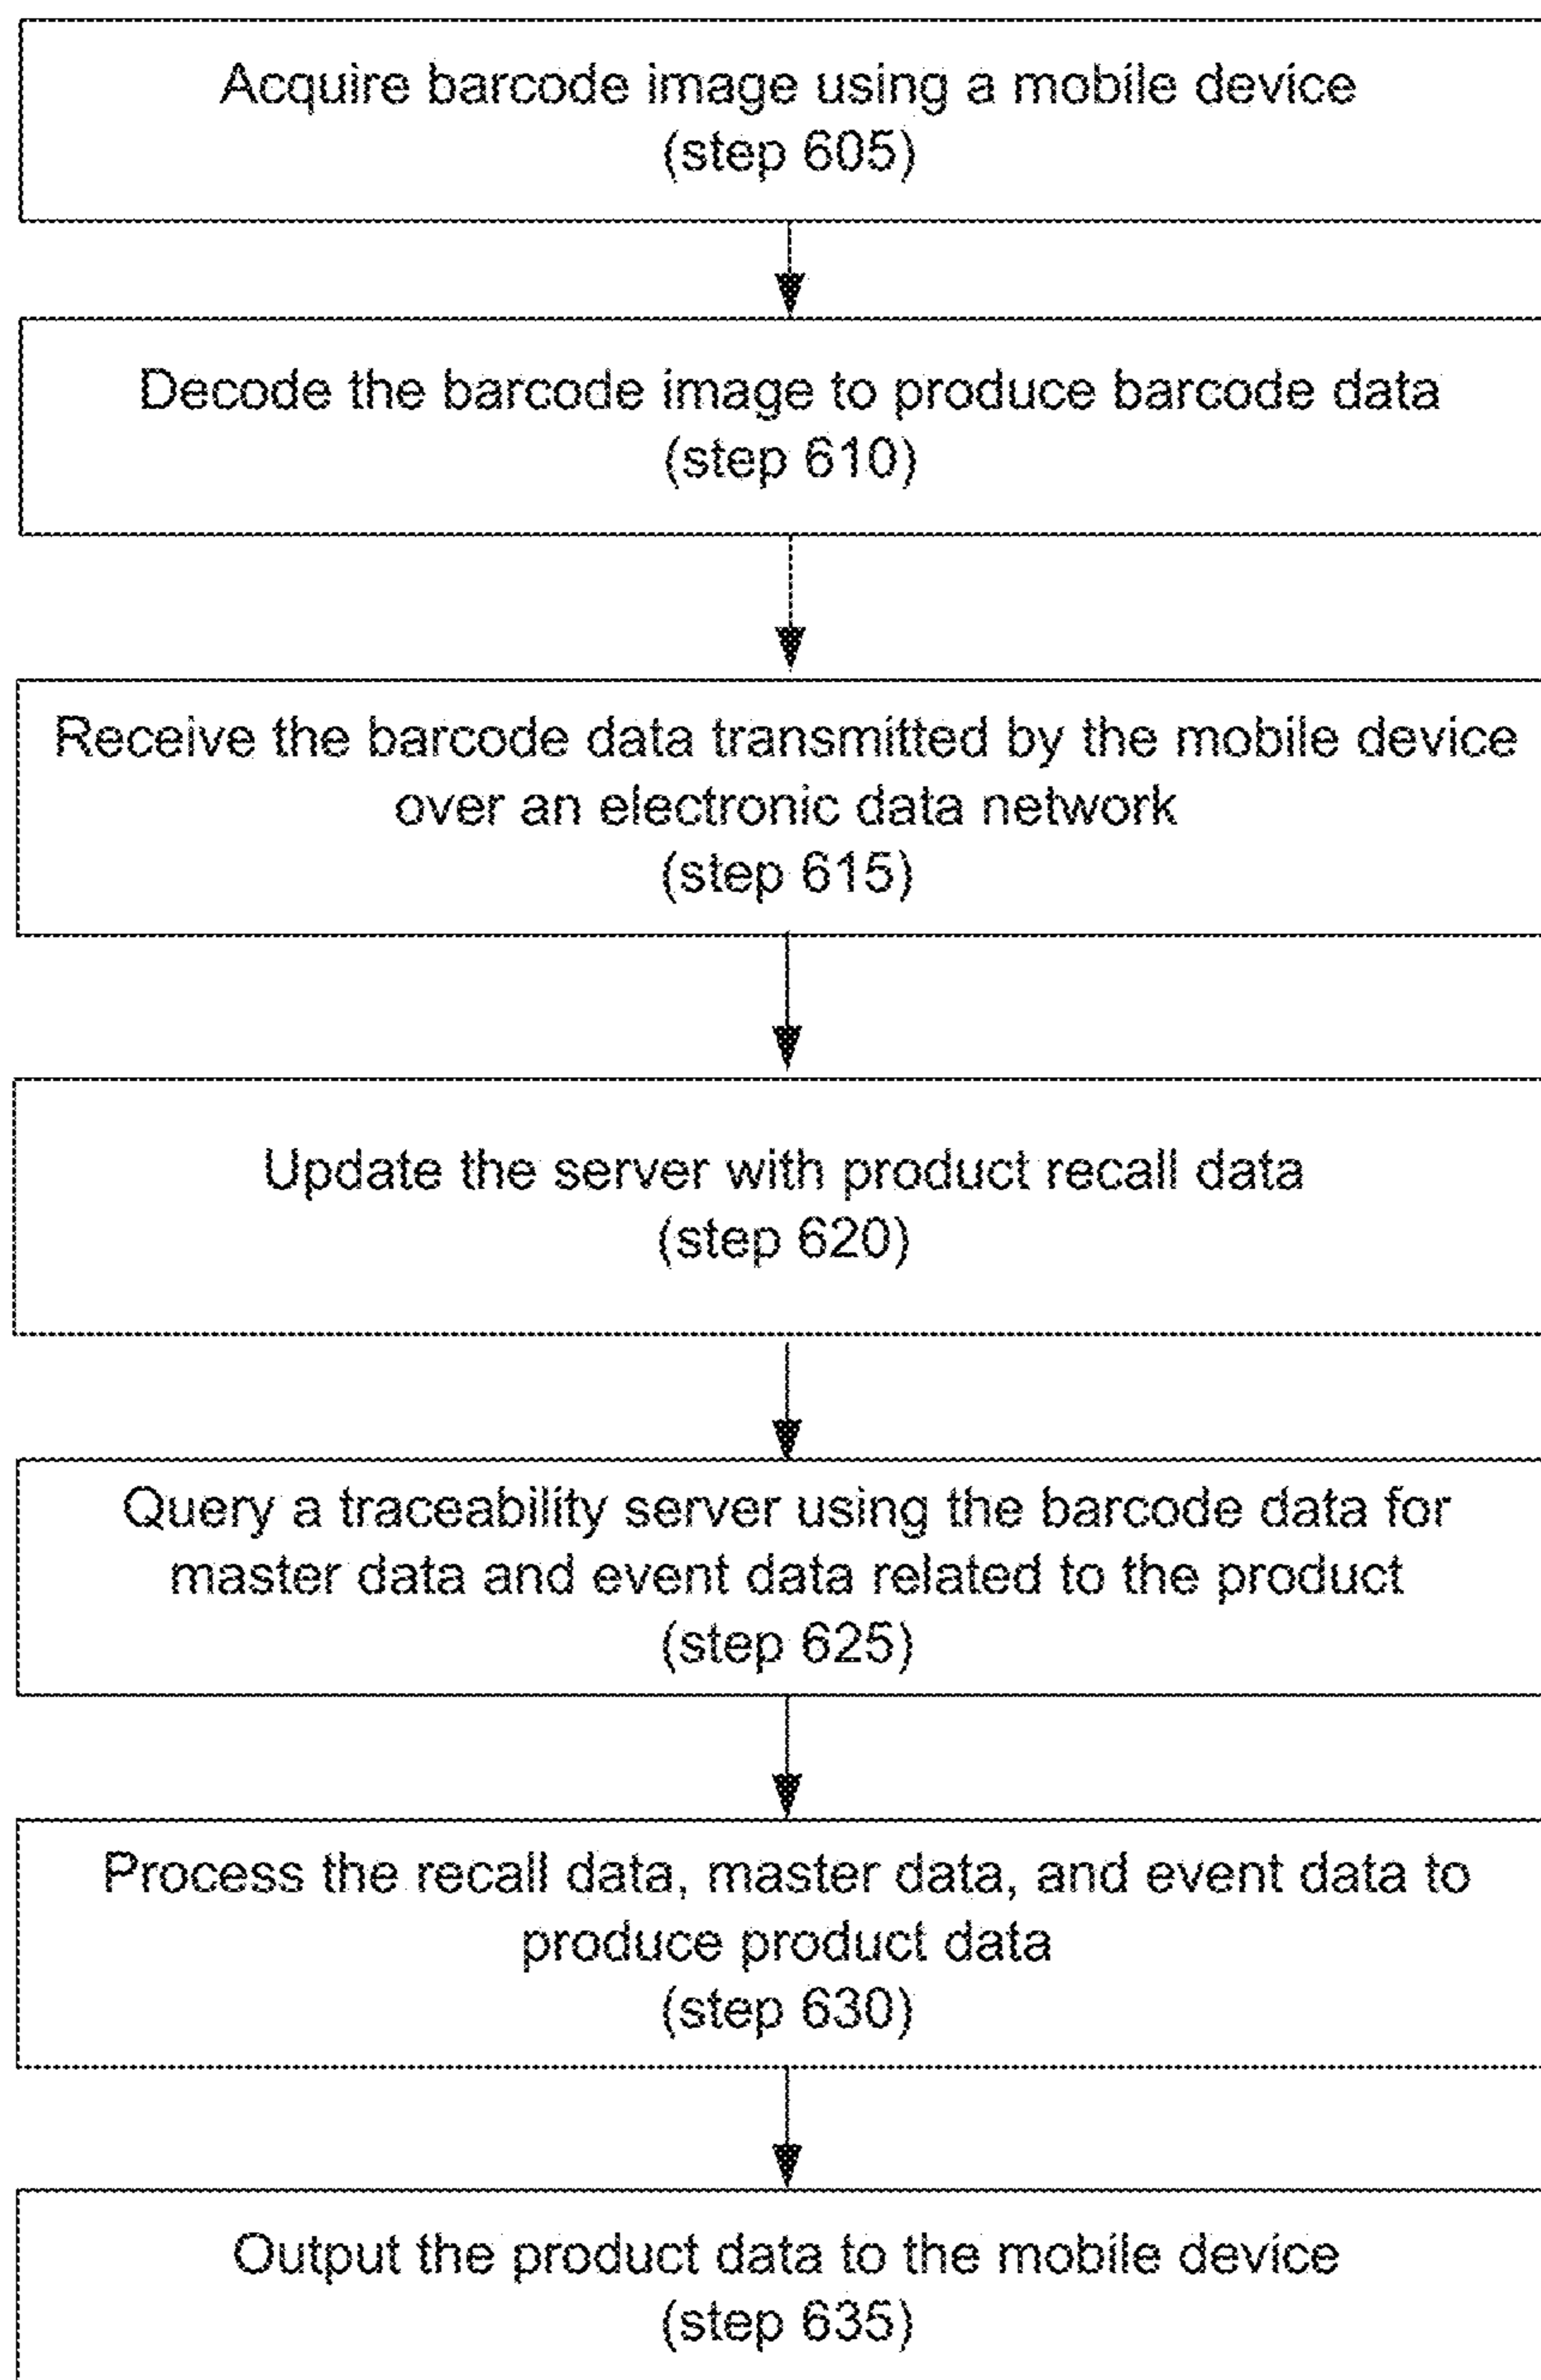 Acquire barcode image using a mobile device
(step 605)
Decode the barcode image to produce barcode data
(step 610)
Receive the barcode data transmitted by the mobile device
over an electronic data network
(step 615)
Update the server with product recall data
(step 620)
Query a traceability server using the barcode data for
master data and event data related to the product
(step 625)
Process the recall data, master data, and event data to
produce product data
(step 630)
Output the product data to the mobile device
(step 635)